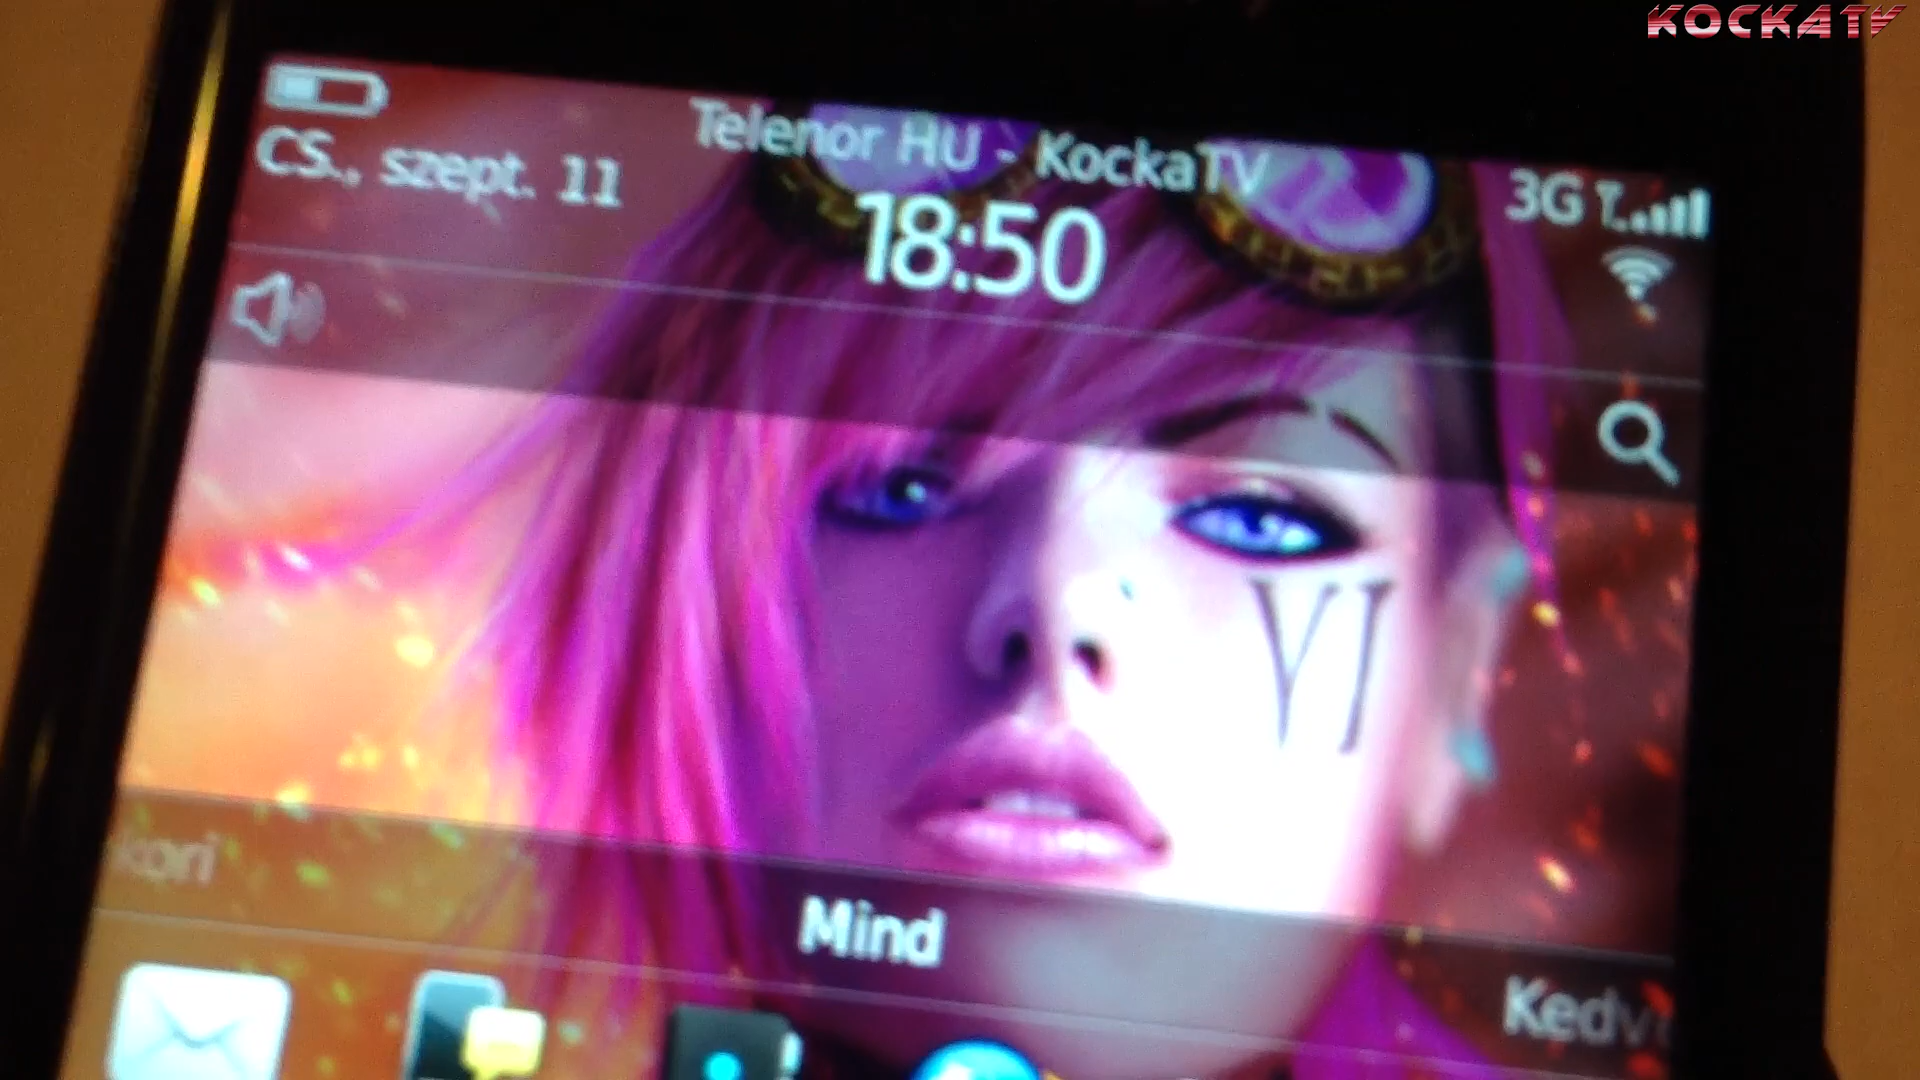 KOCKATV
Telenor HU - KockaTV
CS., szept. 11
18:50
3G
VI
Mind